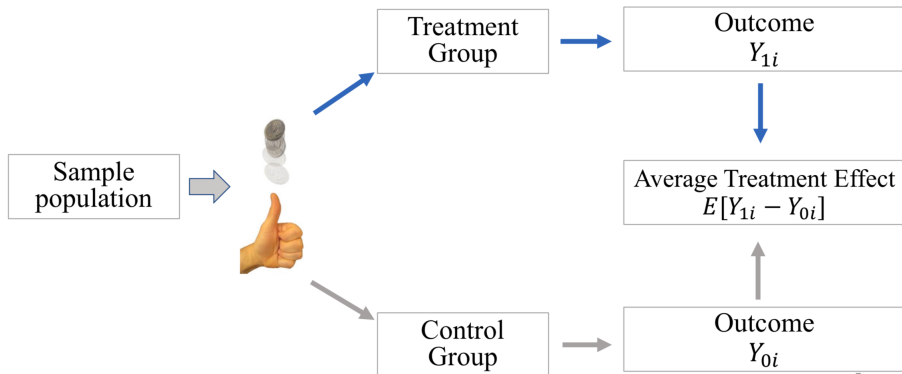 Treatment
Group
Outcome
Y₁ᵢ
Sample
population
Average Treatment Effect
E[Y₁ᵢ − Y₀ᵢ]
Control
Group
Outcome
Y₀ᵢ